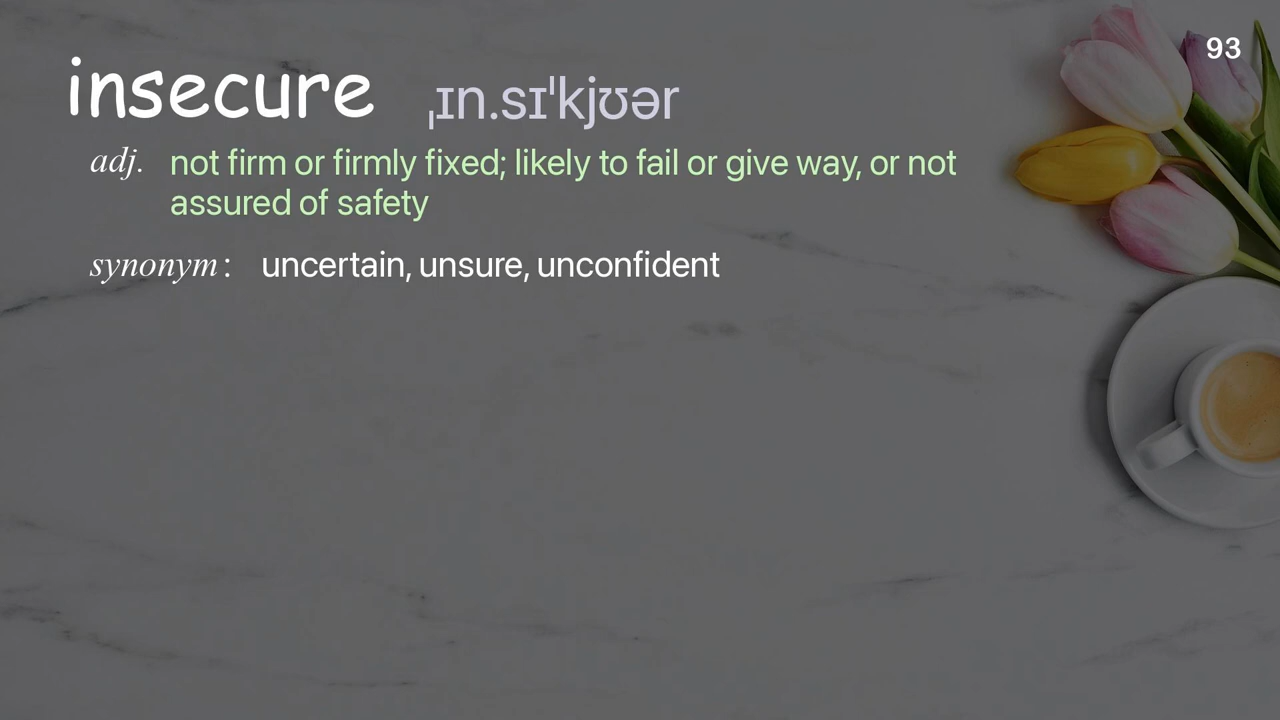 93
insecure ˌɪn.sɪˈkjʊər
adj. not firm or firmly fixed; likely to fail or give way, or not
assured of safety
synonym: uncertain, unsure, unconfident